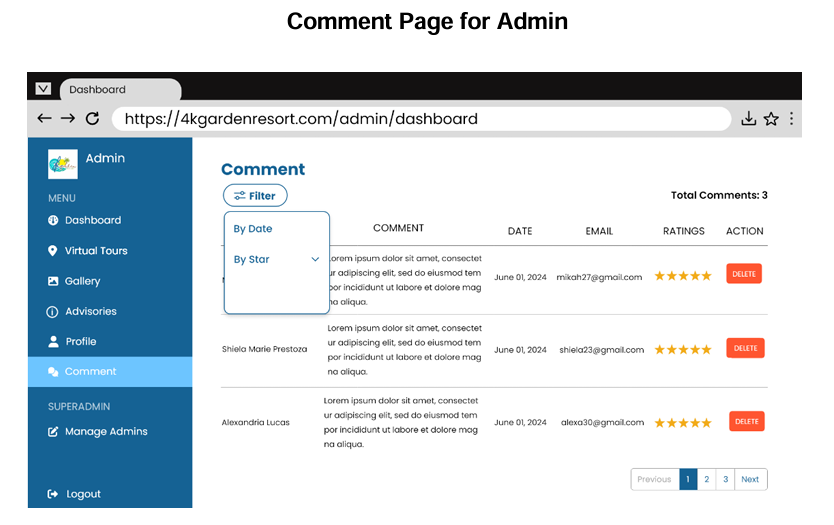 Comment Page for Admin
Dashboard
https://4kgardenresort.com/admin/dashboard
Admin
MENU
Dashboard
Virtual Tours
Gallery
Advisories
Profile
Comment
SUPERADMIN
Manage Admins
Logout
Comment
Filter
Total Comments: 3
By Date
By Star
COMMENT DATE EMAIL RATINGS ACTION
Lorem ipsum dolor sit amet, consectet
ur adipiscing elit, sed do eiusmod tem
por incididunt ut labore et dolore mag
na aliqua.
June 01, 2024 mikah27@gmail.com DELETE
Shiela Marie Prestoza
Lorem ipsum dolor sit amet, consectet
ur adipiscing elit, sed do eiusmod tem
por incididunt ut labore et dolore mag
na aliqua.
June 01, 2024 shiela23@gmail.com DELETE
Alexandria Lucas
Lorem ipsum dolor sit amet, consectet
ur adipiscing elit, sed do eiusmod tem
por incididunt ut labore et dolore mag
na aliqua.
June 01, 2024 alexa30@gmail.com DELETE
Previous 1 2 3 Next